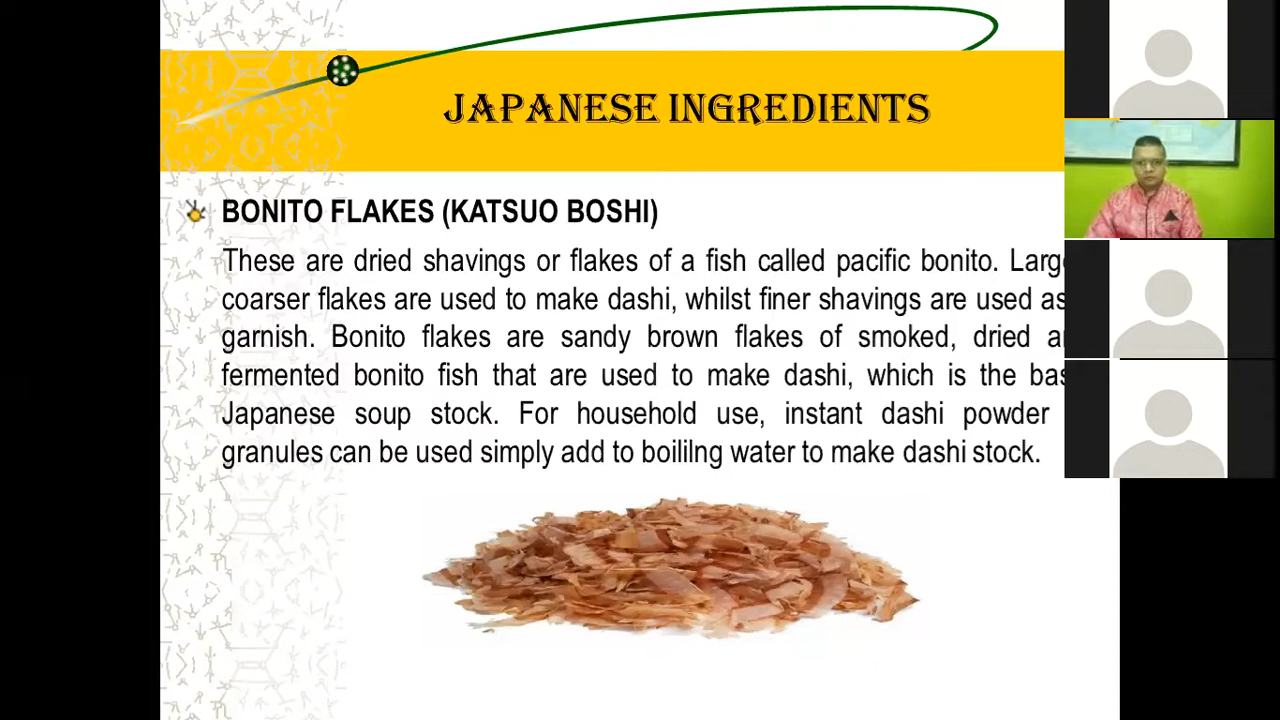 JAPANESE INGREDIENTS
BONITO FLAKES (KATSUO BOSHI)
These are dried shavings or flakes of a fish called pacific bonito.
coarser flakes are used to make dashi, whilst finer shavings are used as
garnish. Bonito flakes are sandy brown flakes of smoked, dried
fermented bonito fish that are used to make dashi, which is the
Japanese soup stock. For household use, instant dashi powder
granules can be used simply add to boililng water to make dashi stock.